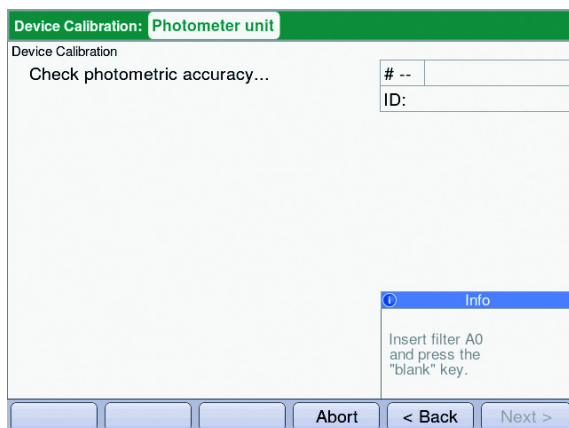 Device Calibration: Photometer unit
Device Calibration
Check photometric accuracy...
# --
ID:
Info
Insert filter A0
and press the
"blank" key.
Abort
< Back
Next >